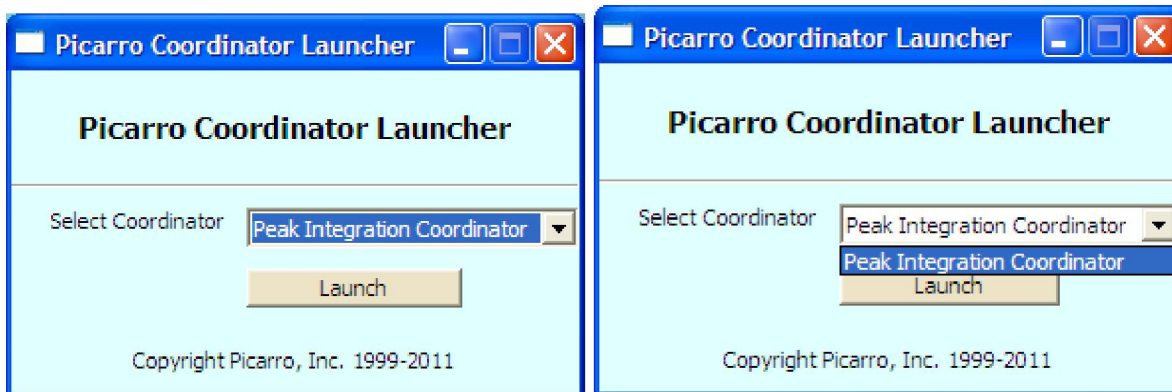 Picarro Coordinator Launcher
Picarro Coordinator Launcher
Select Coordinator
Peak Integration Coordinator
Launch
Copyright Picarro, Inc. 1999-2011
Picarro Coordinator Launcher
Picarro Coordinator Launcher
Select Coordinator
Peak Integration Coordinator
Peak Integration Coordinator
Launch
Copyright Picarro, Inc. 1999-2011